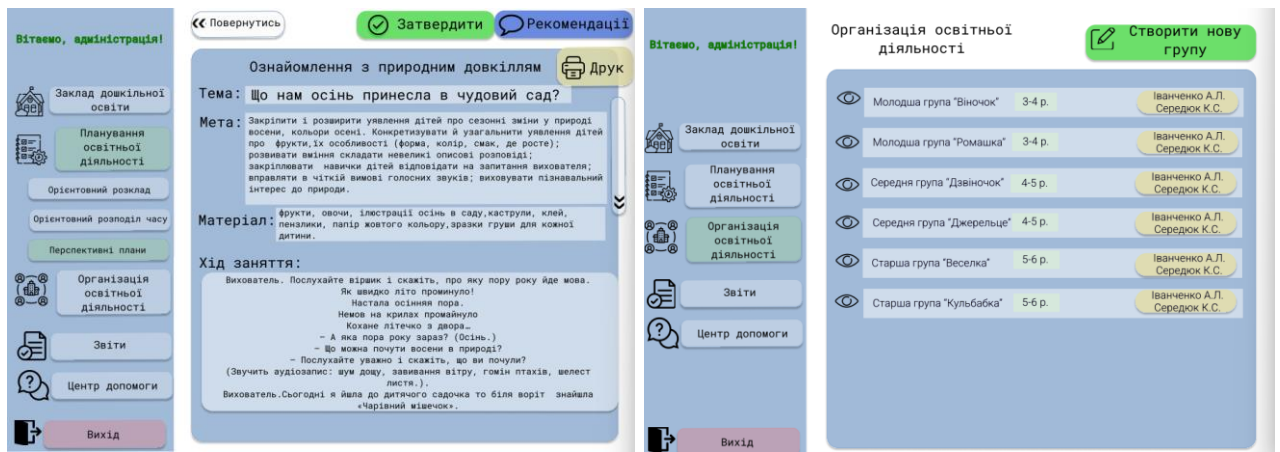 Вітаємо, адміністрація!
Заклад дошкільної
освіти
Планування
освітньої
діяльності
Орієнтовний розклад
Орієнтовний розподіл часу
Перспективні плани
Організація
освітньої
діяльності
Звіти
Центр допомоги
Вихід
Повернутись
Затвердити
Рекомендації
Ознайомлення з природним довкіллям
Друк
Тема: Що нам осінь принесла в чудовий сад?
Мета: Закріпити і розширити уявлення дітей про сезонні зміни у природі
восени, кольори осені. Конкретизувати й узагальнити уявлення дітей
про фрукти,їх особливості (форма, колір, смак, де росте);
розвивати вміння складати невеликі описові розповіді;
закріплювати навички дітей відповідати на запитання вихователя;
вправляти в чіткій вимові голосних звуків; виховувати пізнавальний
інтерес до природи.
Матеріал: фрукти, овочи, ілюстрації осінь в саду,каструли, клей,
пензлики, папір жовтого кольору,зразки груши для кожної
дитини.
Хід заняття:
Вихователь. Послухайте віршик і скажіть, про яку пору року йде мова.
Як швидко літо проминуло!
Настала осіння пора.
Немов на крилах промайнуло
Кохане літечко з двора…
– А яка пора року зараз? (Осінь.)
– Що можна почути восени в природі?
– Послухайте уважно і скажіть, що ви почули?
(Звучить аудіозапис: шум дощу, завивання вітру, гомін птахів, шелест
листя.).
Вихователь.Сьогодні я йшла до дитячого садочка то біля воріт знайшла
«Чарівний мішечок».
Вітаємо, адміністрація!
Заклад дошкільної
освіти
Планування
освітньої
діяльності
Організація
освітньої
діяльності
Звіти
Центр допомоги
Вихід
Організація освітньої
діяльності
Створити нову
групу
Молодша група "Віночок" 3-4 р. Іванченко А.Л.
Середюк К.С.
Молодша група "Ромашка" 3-4 р. Іванченко А.Л.
Середюк К.С.
Середня група "Дзвіночок" 4-5 р. Іванченко А.Л.
Середюк К.С.
Середня група "Джерельце" 4-5 р. Іванченко А.Л.
Середюк К.С.
Старша група "Веселка" 5-6 р. Іванченко А.Л.
Середюк К.С.
Старша група "Кульбабка" 5-6 р. Іванченко А.Л.
Середюк К.С.